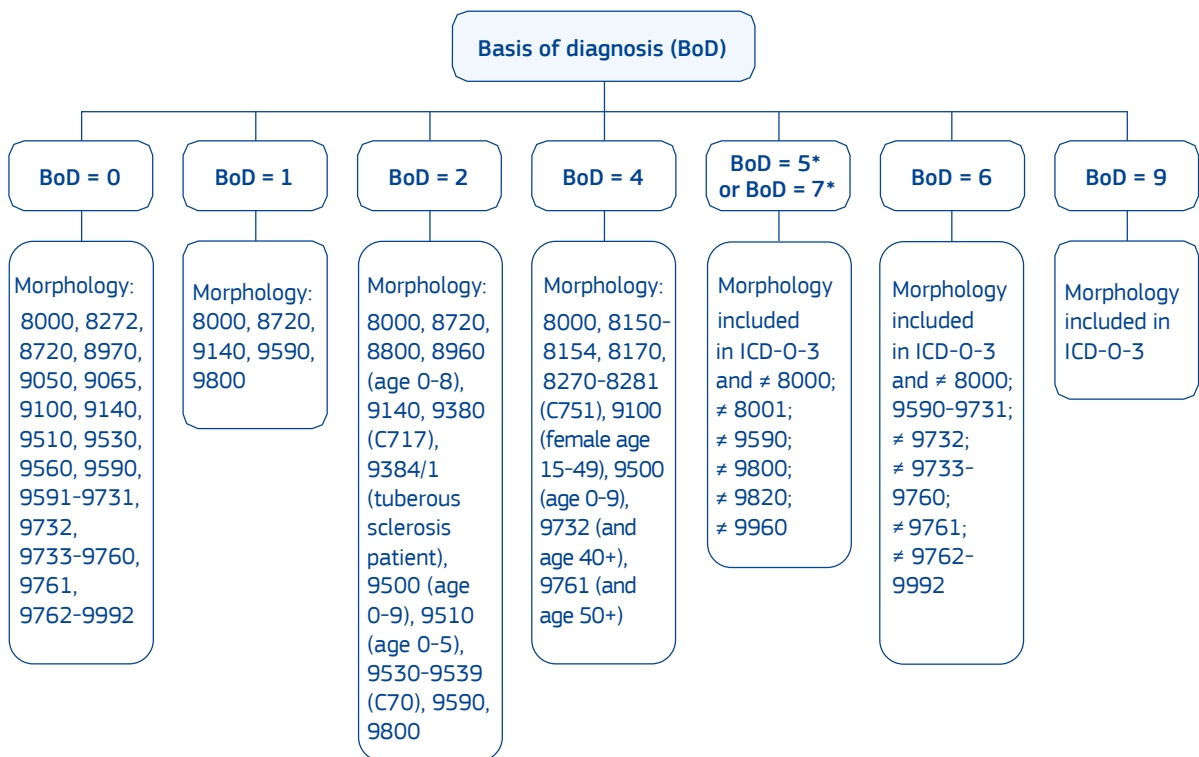 Basis of diagnosis (BoD)
BoD = 0
BoD = 1
BoD = 2
BoD = 4
BoD = 5*
or BoD = 7*
BoD = 6
BoD = 9
Morphology:
8000, 8272,
8720, 8970,
9050, 9065,
9100, 9140,
9510, 9530,
9560, 9590,
9591-9731,
9732,
9733-9760,
9761,
9762-9992
Morphology:
8000, 8720,
9140, 9590,
9800
Morphology:
8000, 8720,
8800, 8960
(age 0-8),
9140, 9380
(C717),
9384/1
(tuberous
sclerosis
patient),
9500 (age
0-9), 9510
(age 0-5),
9530-9539
(C70), 9590,
9800
Morphology:
8000, 8150-
8154, 8170,
8270-8281
(C751), 9100
(female age
15-49), 9500
(age 0-9),
9732 (and
age 40+),
9761 (and
age 50+)
Morphology
included
in ICD-O-3
and ≠ 8000;
≠ 8001;
≠ 9590;
≠ 9800;
≠ 9820;
≠ 9960
Morphology
included
in ICD-O-3
and ≠ 8000;
9590-9731;
≠ 9732;
≠ 9733-
9760;
≠ 9761;
≠ 9762-
9992
Morphology
included in
ICD-O-3